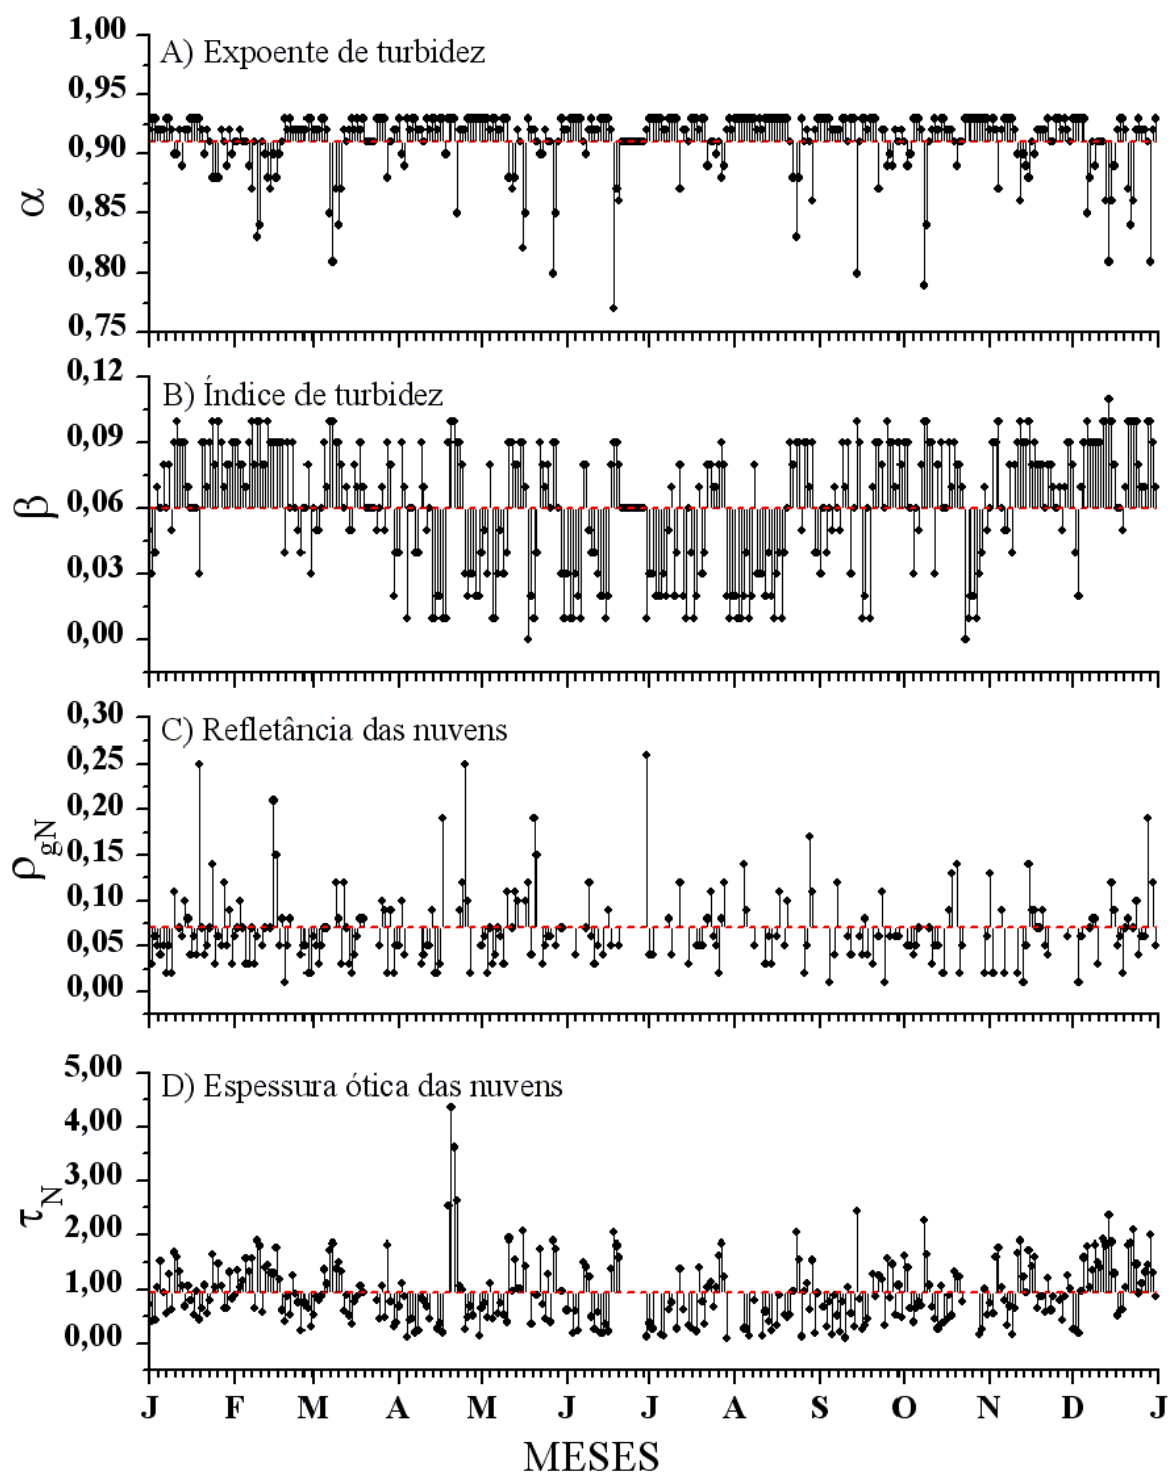 1,00
A) Expoente de turbidez
0,95
0,90
α
0,85
0,80
0,75
0,12
B) Índice de turbidez
0,09
β
0,06
0,03
0,00
0,30
C) Refletância das nuvens
0,25
0,20
ρgN
0,15
0,10
0,05
0,00
5,00
D) Espessura ótica das nuvens
4,00
3,00
τN
2,00
1,00
0,00
J F M A M J J A S O N D J
MESES